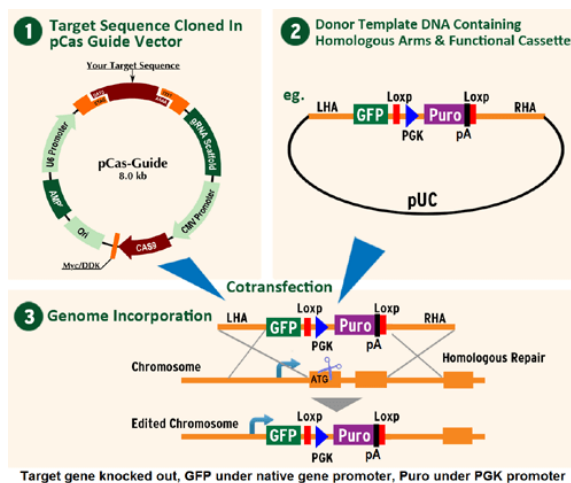 1 Target Sequence Cloned In
pCas Guide Vector
Your Target Sequence
U6 Promoter
gRNA Scaffold
pCas-Guide
8.0 kb
AMPr
CMV Promoter
Ori
CAS9
Myc/DDK
2 Donor Template DNA Containing
Homologous Arms & Functional Cassette
eg.
Loxp Loxp
LHA GFP Puro RHA
PGK pA
pUC
Cotransfection
3 Genome Incorporation
Loxp Loxp
LHA GFP Puro RHA
PGK pA
Homologous Repair
Chromosome
ATG
Loxp Loxp
Edited Chromosome
GFP Puro
PGK pA
Target gene knocked out, GFP under native gene promoter, Puro under PGK promoter